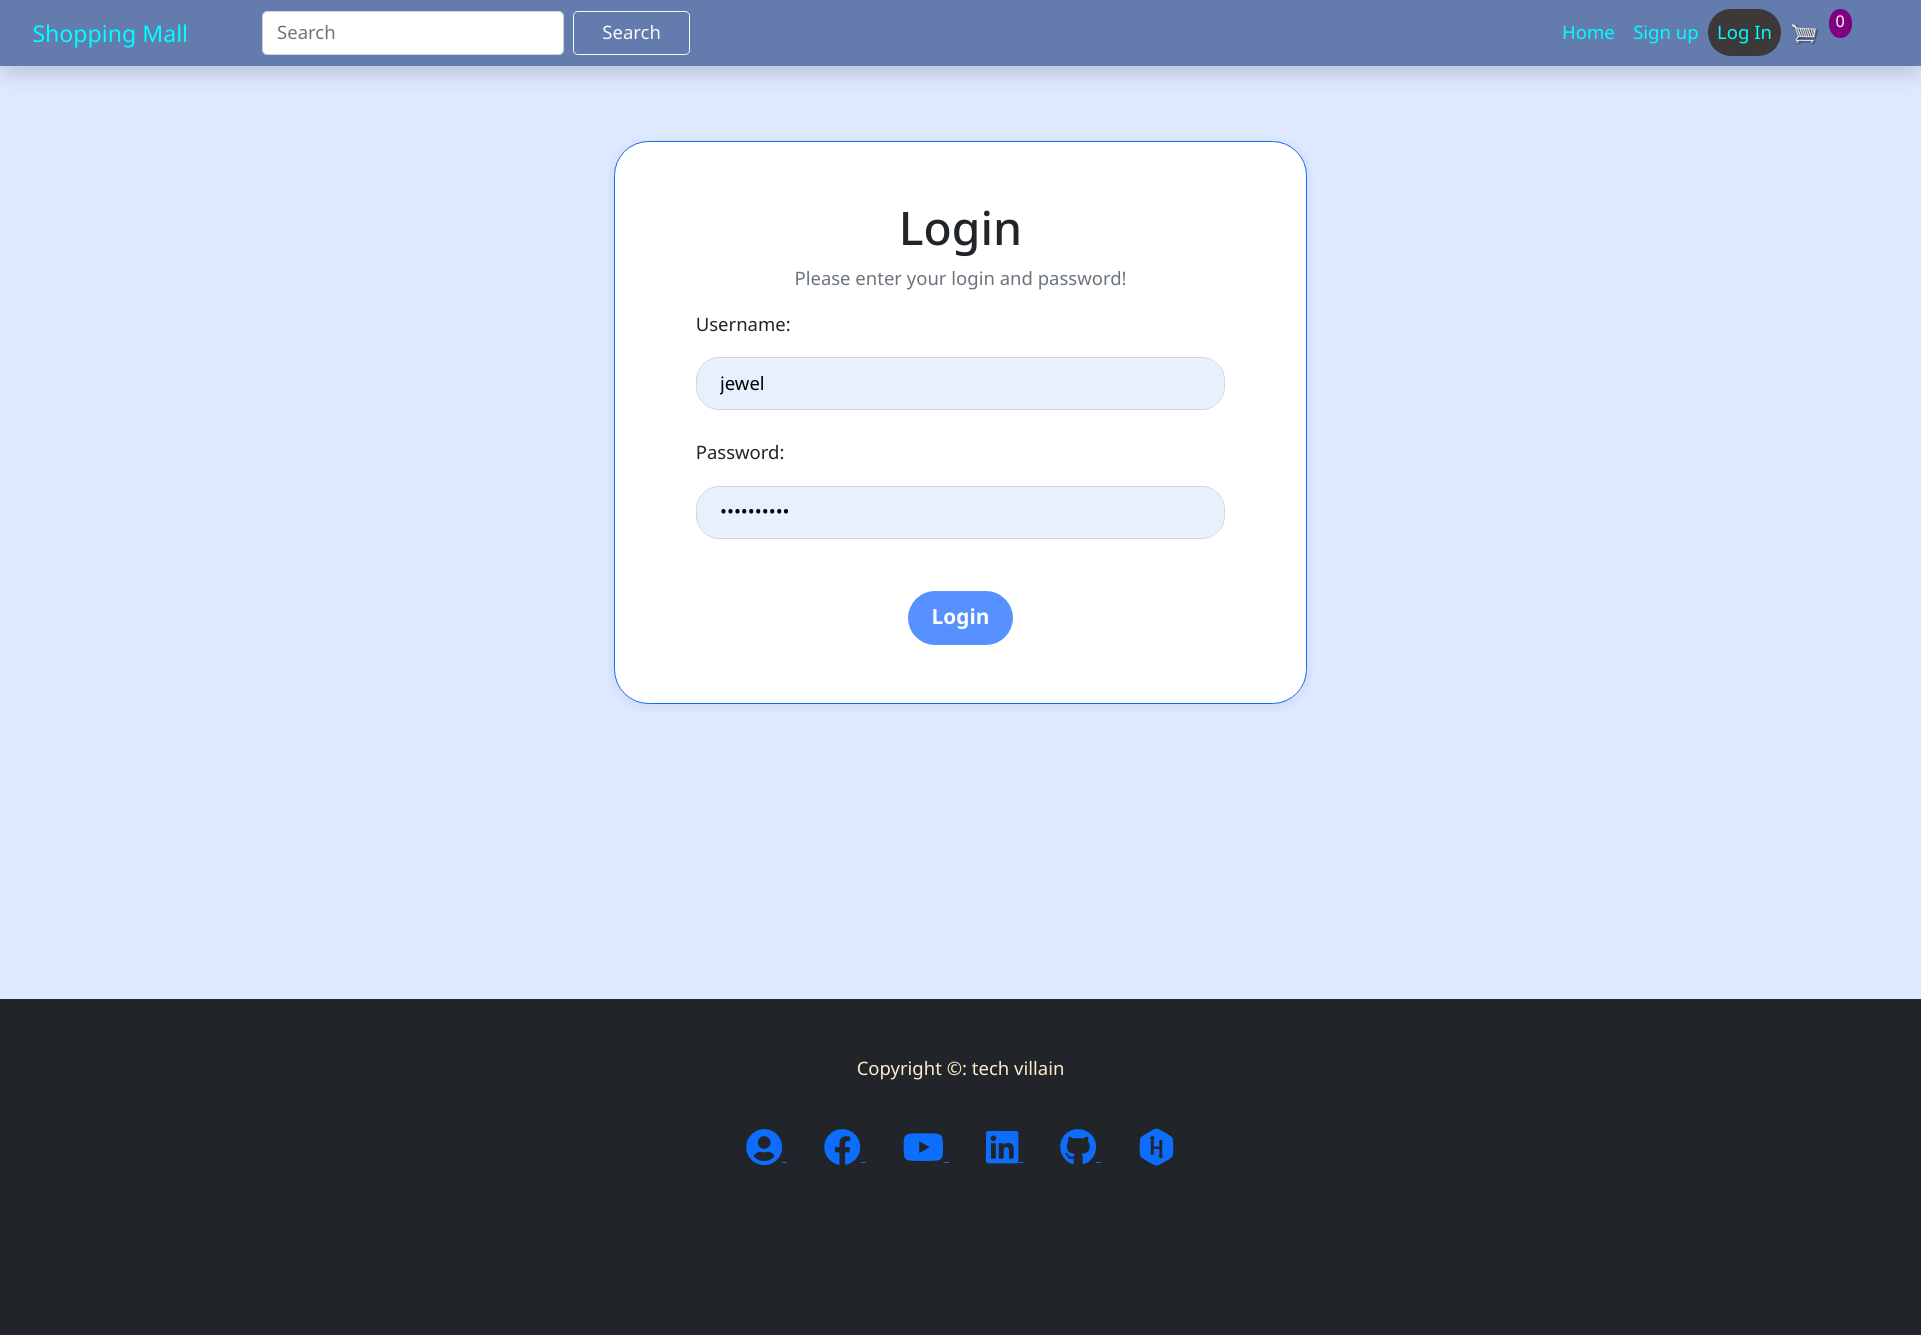 Shopping Mall Search Search Home Sign up Log In 0
Login
Please enter your login and password!
Username:
jewel
Password:
••••••••••
Login
Copyright ©: tech villain